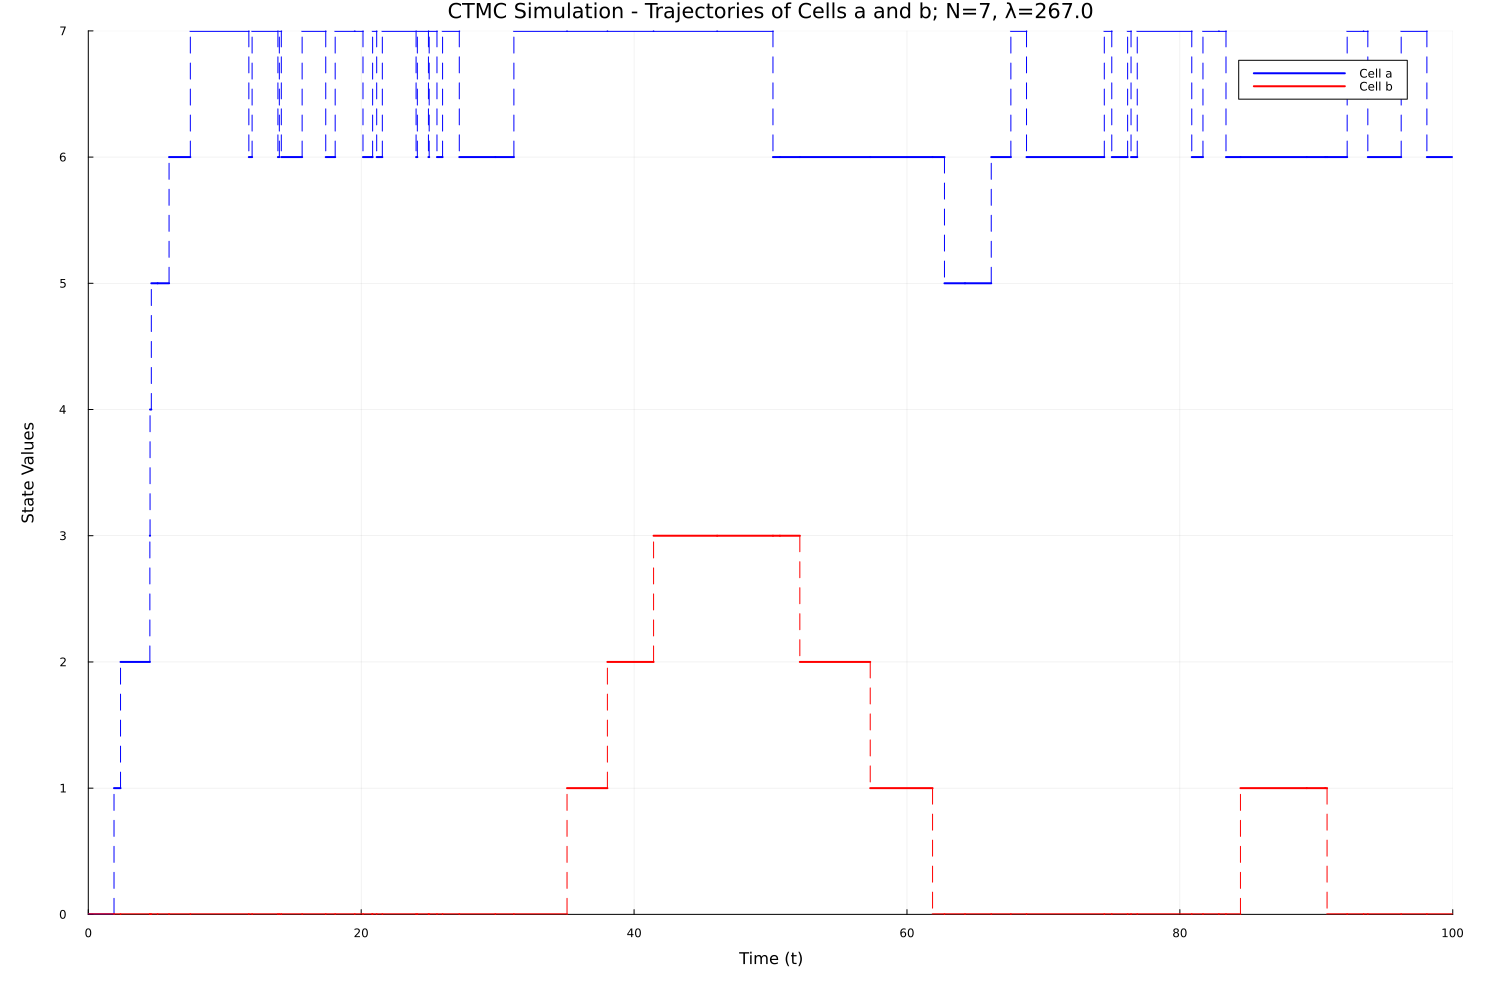 CTMC Simulation - Trajectories of Cells a and b; N=7, λ=267.0
7
Cell a
Cell b
6
5
4
State Values
3
2
1
0
0 20 40 60 80 100
Time (t)